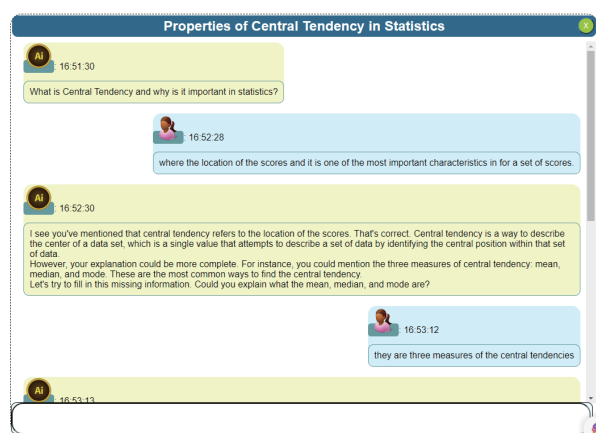 Properties of Central Tendency in Statistics
X
Ai
: 16:51:30
What is Central Tendency and why is it important in statistics?
: 16:52:28
where the location of the scores and it is one of the most important characteristics in for a set of scores.
Ai
: 16:52:30
I see you've mentioned that central tendency refers to the location of the scores. That's correct. Central tendency is a way to describe
the center of a data set, which is a single value that attempts to describe a set of data by identifying the central position within that set
of data.
However, your explanation could be more complete. For instance, you could mention the three measures of central tendency: mean,
median, and mode. These are the most common ways to find the central tendency.
Let's try to fill in this missing information. Could you explain what the mean, median, and mode are?
: 16:53:12
they are three measures of the central tendencies
Ai
: 16:53:13